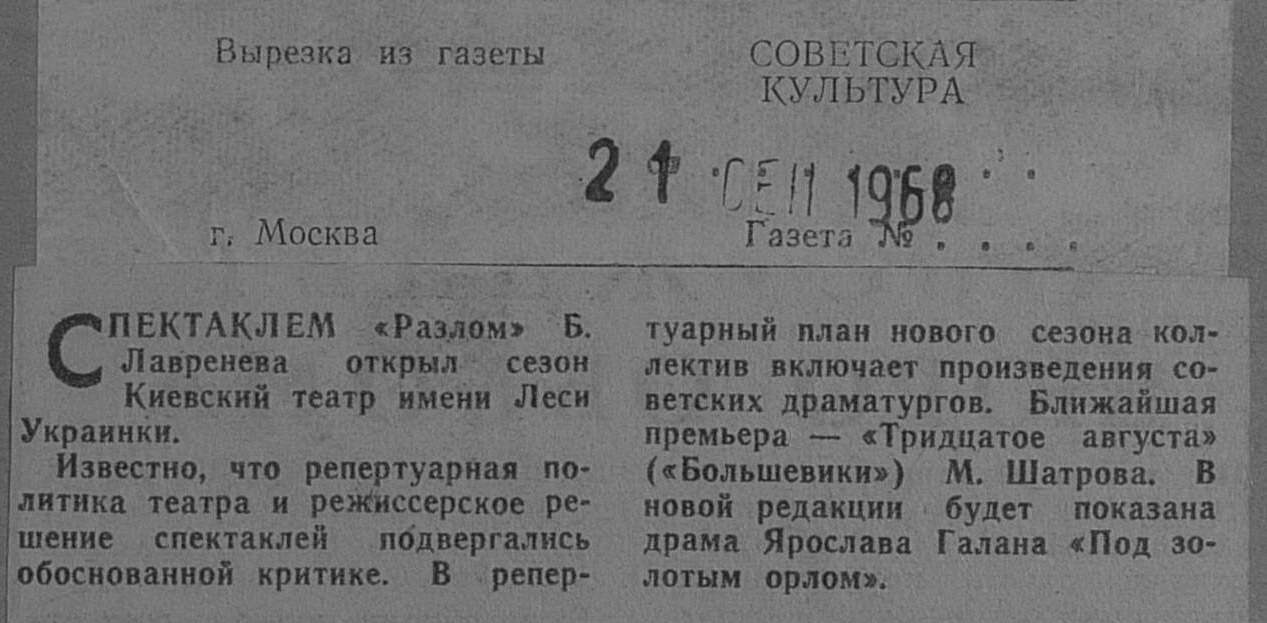 Вырезка из газеты
СОВЕТСКАЯ
КУЛЬТУРА
21 СЕН 1968
г. Москва
Газета № . . . .
СПЕКТАКЛЕМ «Разлом» Б.
Лавренева открыл сезон
Киевский театр имени Леси
Украинки.
Известно, что репертуарная по-
литика театра и режиссерское ре-
шение спектаклей подвергались
обоснованной критике. В репер-
туарный план нового сезона кол-
лектив включает произведения со-
ветских драматургов. Ближайшая
премьера — «Тридцатое августа»
(«Большевики») М. Шатрова. В
новой редакции будет показана
драма Ярослава Галана «Под зо-
лотым орлом».